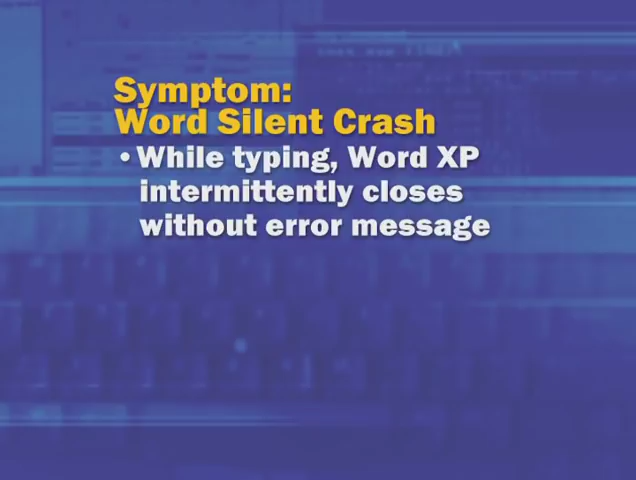 Symptom:
Word Silent Crash
• While typing, Word XP
intermittently closes
without error message